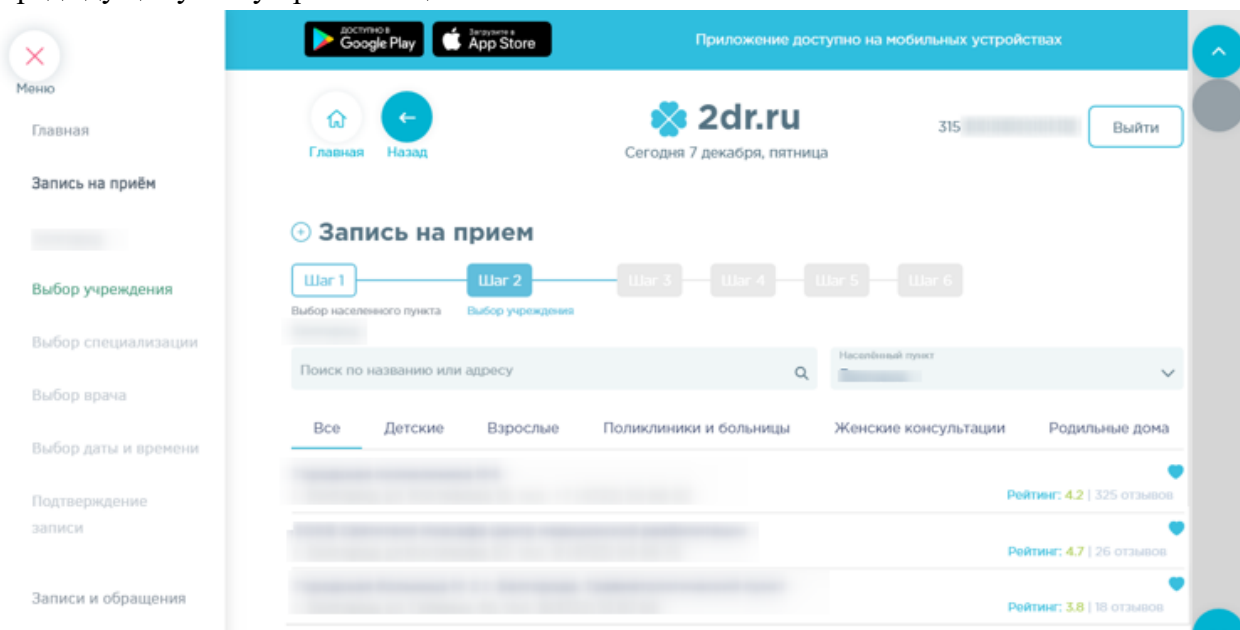 доступно в
Google Play
Загрузите в
App Store
Приложение доступно на мобильных устройствах
Меню
Главная
Запись на приём
Выбор учреждения
Выбор специализации
Выбор врача
Выбор даты и времени
Подтверждение
записи
Записи и обращения
Главная
Назад
2dr.ru
Сегодня 7 декабря, пятница
315
Выйти
Запись на прием
Шаг 1
Шаг 2
Шаг 3
Шаг 4
Шаг 5
Шаг 6
Выбор населенного пункта
Выбор учреждения
Поиск по названию или адресу
Населённый пункт
Все
Детские
Взрослые
Поликлиники и больницы
Женские консультации
Родильные дома
Рейтинг: 4.2 | 325 отзывов
Рейтинг: 4.7 | 26 отзывов
Рейтинг: 3.8 | 18 отзывов